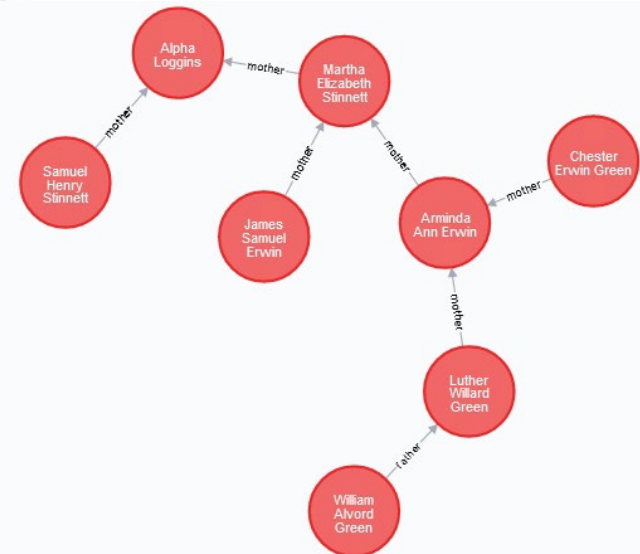 Alpha
Loggins
mother
Martha
Elizabeth
Stinnett
mother
Samuel
Henry
Stinnett
mother
mother
Chester
Erwin Green
mother
James
Samuel
Erwin
Arminda
Ann Erwin
mother
Luther
Willard
Green
father
William
Alvord
Green